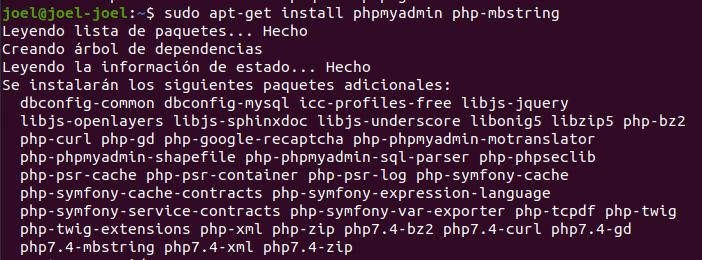 joel@joel-joel:~$ sudo apt-get install phpmyadmin php-mbstring
Leyendo lista de paquetes... Hecho
Creando árbol de dependencias
Leyendo la información de estado... Hecho
Se instalarán los siguientes paquetes adicionales:
dbconfig-common dbconfig-mysql icc-profiles-free libjs-jquery
libjs-openlayers libjs-sphinxdoc libjs-underscore libonig5 libzip5 php-bz2
php-curl php-gd php-google-recaptcha php-phpmyadmin-motranslator
php-phpmyadmin-shapefile php-phpmyadmin-sql-parser php-phpseclib
php-psr-cache php-psr-container php-psr-log php-symfony-cache
php-symfony-cache-contracts php-symfony-expression-language
php-symfony-service-contracts php-symfony-var-exporter php-tcpdf php-twig
php-twig-extensions php-xml php-zip php7.4-bz2 php7.4-curl php7.4-gd
php7.4-mbstring php7.4-xml php7.4-zip